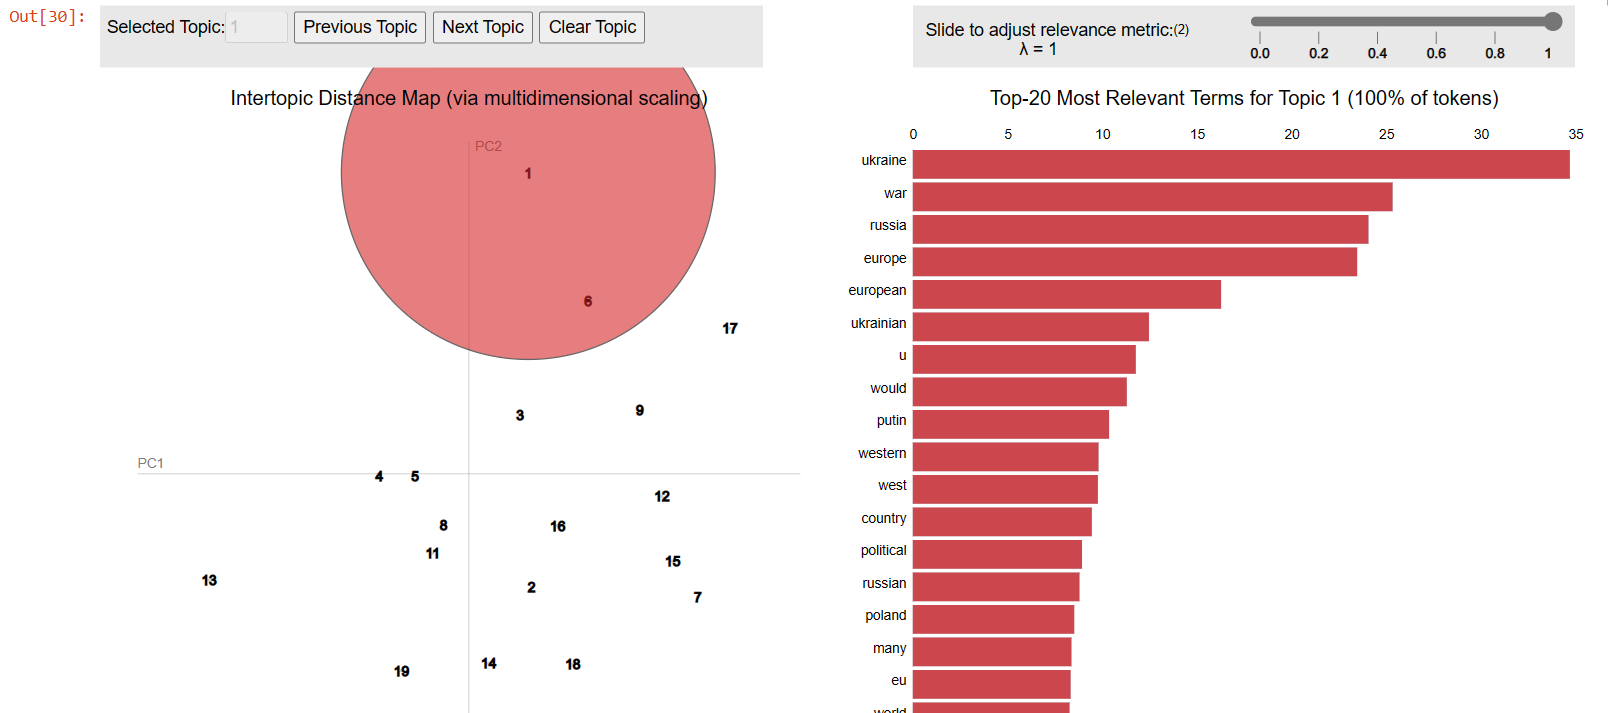 Out[30]:
Selected Topic: 1 Previous Topic Next Topic Clear Topic
Slide to adjust relevance metric:(2)
λ = 1
0.0 0.2 0.4 0.6 0.8 1
Intertopic Distance Map (via multidimensional scaling)
PC2
1
6
17
3
9
PC1
4
5
12
8
16
11
15
13
2
7
14
18
19
Top-20 Most Relevant Terms for Topic 1 (100% of tokens)
0 5 10 15 20 25 30 35
ukraine
war
russia
europe
european
ukrainian
u
would
putin
western
west
country
political
russian
poland
many
eu
world